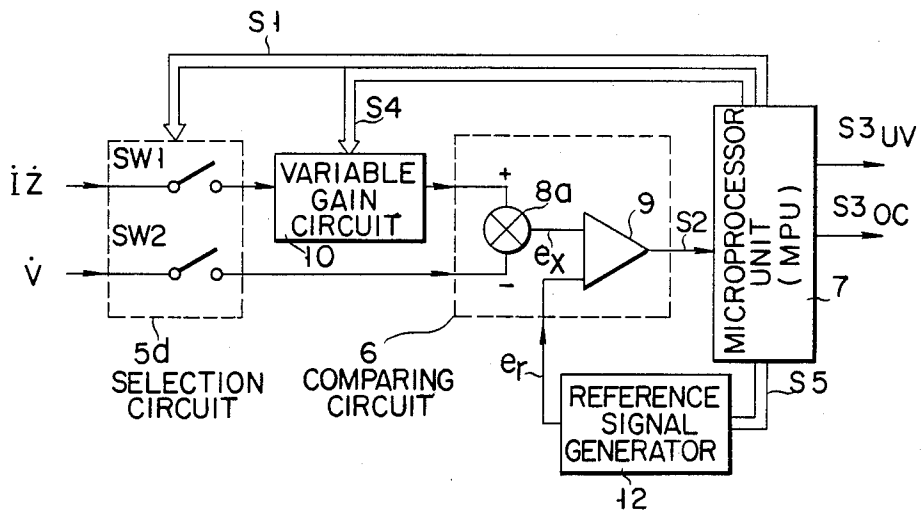 S1
S4
SW1
İŻ
VARIABLE
GAIN
CIRCUIT
10
+
8a
9
S2
MICROPROCESSOR
UNIT
(MPU)
7
S3UV
S3OC
SW2
V̇
-
ex
5d
SELECTION
CIRCUIT
6
COMPARING
CIRCUIT
er
REFERENCE
SIGNAL
GENERATOR
12
S5